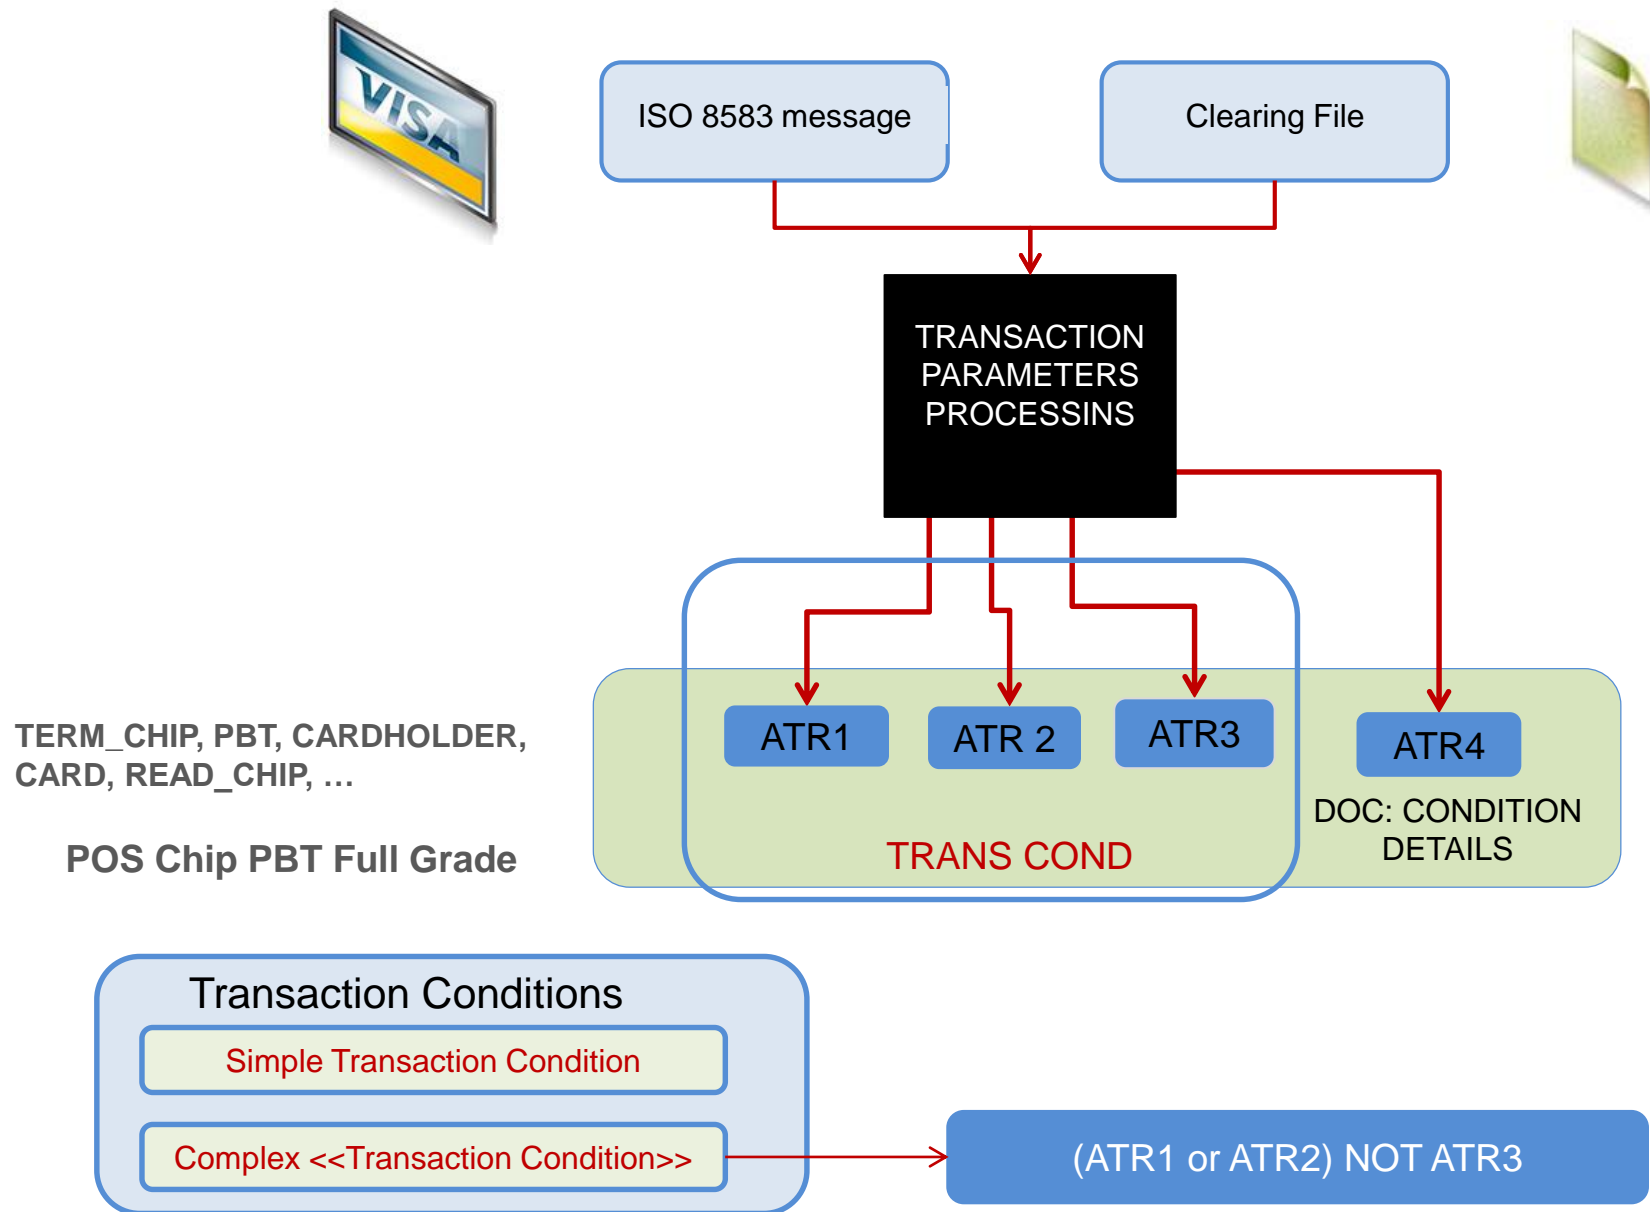 VISA
ISO 8583 message
Clearing File
TRANSACTION
PARAMETERS
PROCESSINS
ATR1
ATR 2
ATR3
ATR4
TERM_CHIP, PBT, CARDHOLDER,
CARD, READ_CHIP, …
DOC: CONDITION
DETAILS
POS Chip PBT Full Grade
TRANS COND
Transaction Conditions
Simple Transaction Condition
Complex <<Transaction Condition>>
(ATR1 or ATR2) NOT ATR3